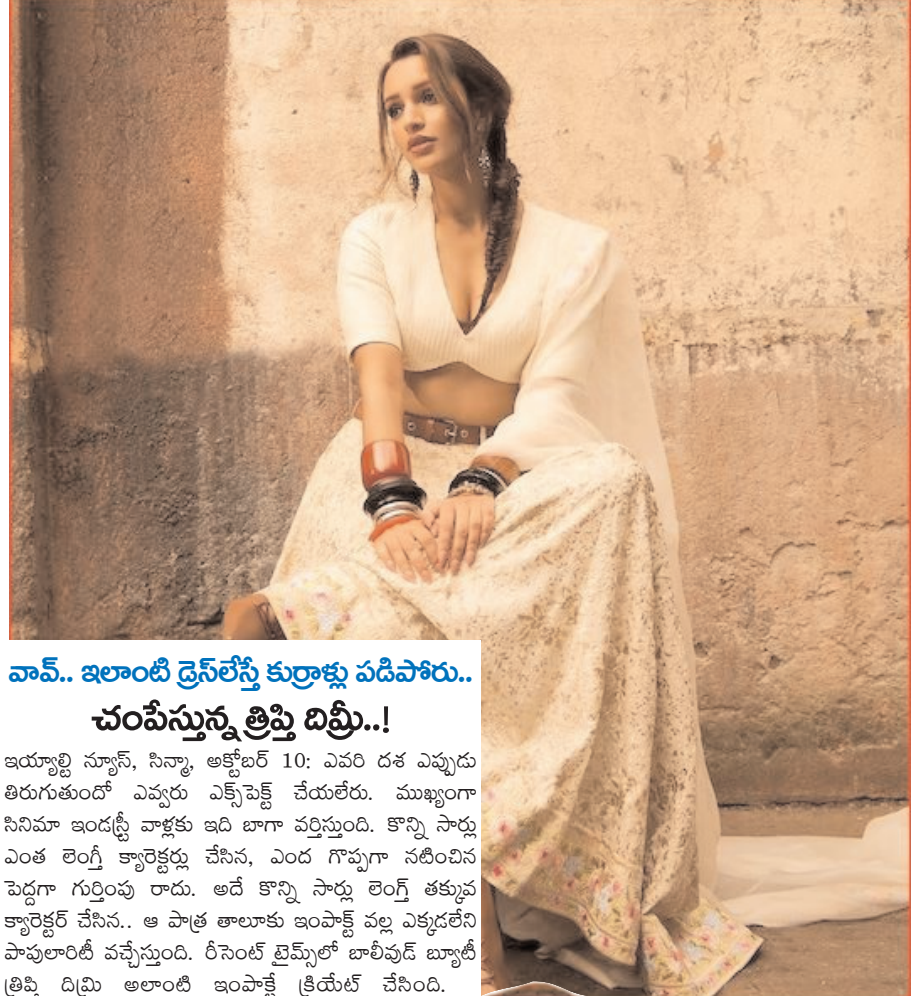 వావ్.. ఇలాంటి డ్రెస్‌లేస్తే కుర్రాళ్లు పడిపోరు..
చంపేస్తున్న త్రిప్తి దిమ్రీ..!
ఇయ్యాల్టి న్యూస్, సిన్మా, అక్టోబర్ 10: ఎవరి దశ ఎప్పుడు
తిరుగుతుందో ఎవ్వరు ఎక్స్‌పెక్ట్ చేయలేరు. ముఖ్యంగా
సినిమా ఇండస్ట్రీ వాళ్లకు ఇది బాగా వర్తిస్తుంది. కొన్ని సార్లు
ఎంత లెంగ్తీ క్యారెక్టర్లు చేసిన, ఎంద గొప్పగా నటించిన
పెద్దగా గుర్తింపు రాదు. అదే కొన్ని సార్లు లెంగ్త్ తక్కువ
క్యారెక్టర్ చేసిన.. ఆ పాత్ర తాలూకు ఇంపాక్ట్ వల్ల ఎక్కడలేని
పాపులారిటీ వచ్చేస్తుంది. రీసెంట్ టైమ్స్‌లో బాలీవుడ్ బ్యూటీ
త్రిప్తి దిమ్రి అలాంటి ఇంపాక్టే క్రియేట్ చేసింది.